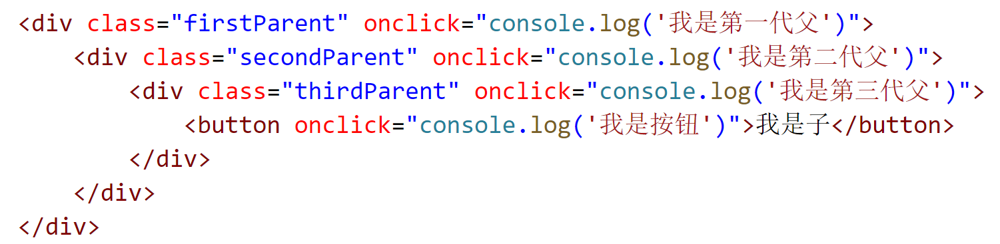 <div class="firstParent" onclick="console.log('我是第一代父')">
    <div class="secondParent" onclick="console.log('我是第二代父')">
        <div class="thirdParent" onclick="console.log('我是第三代父')">
            <button onclick="console.log('我是按钮')">我是子</button>
        </div>
    </div>
</div>